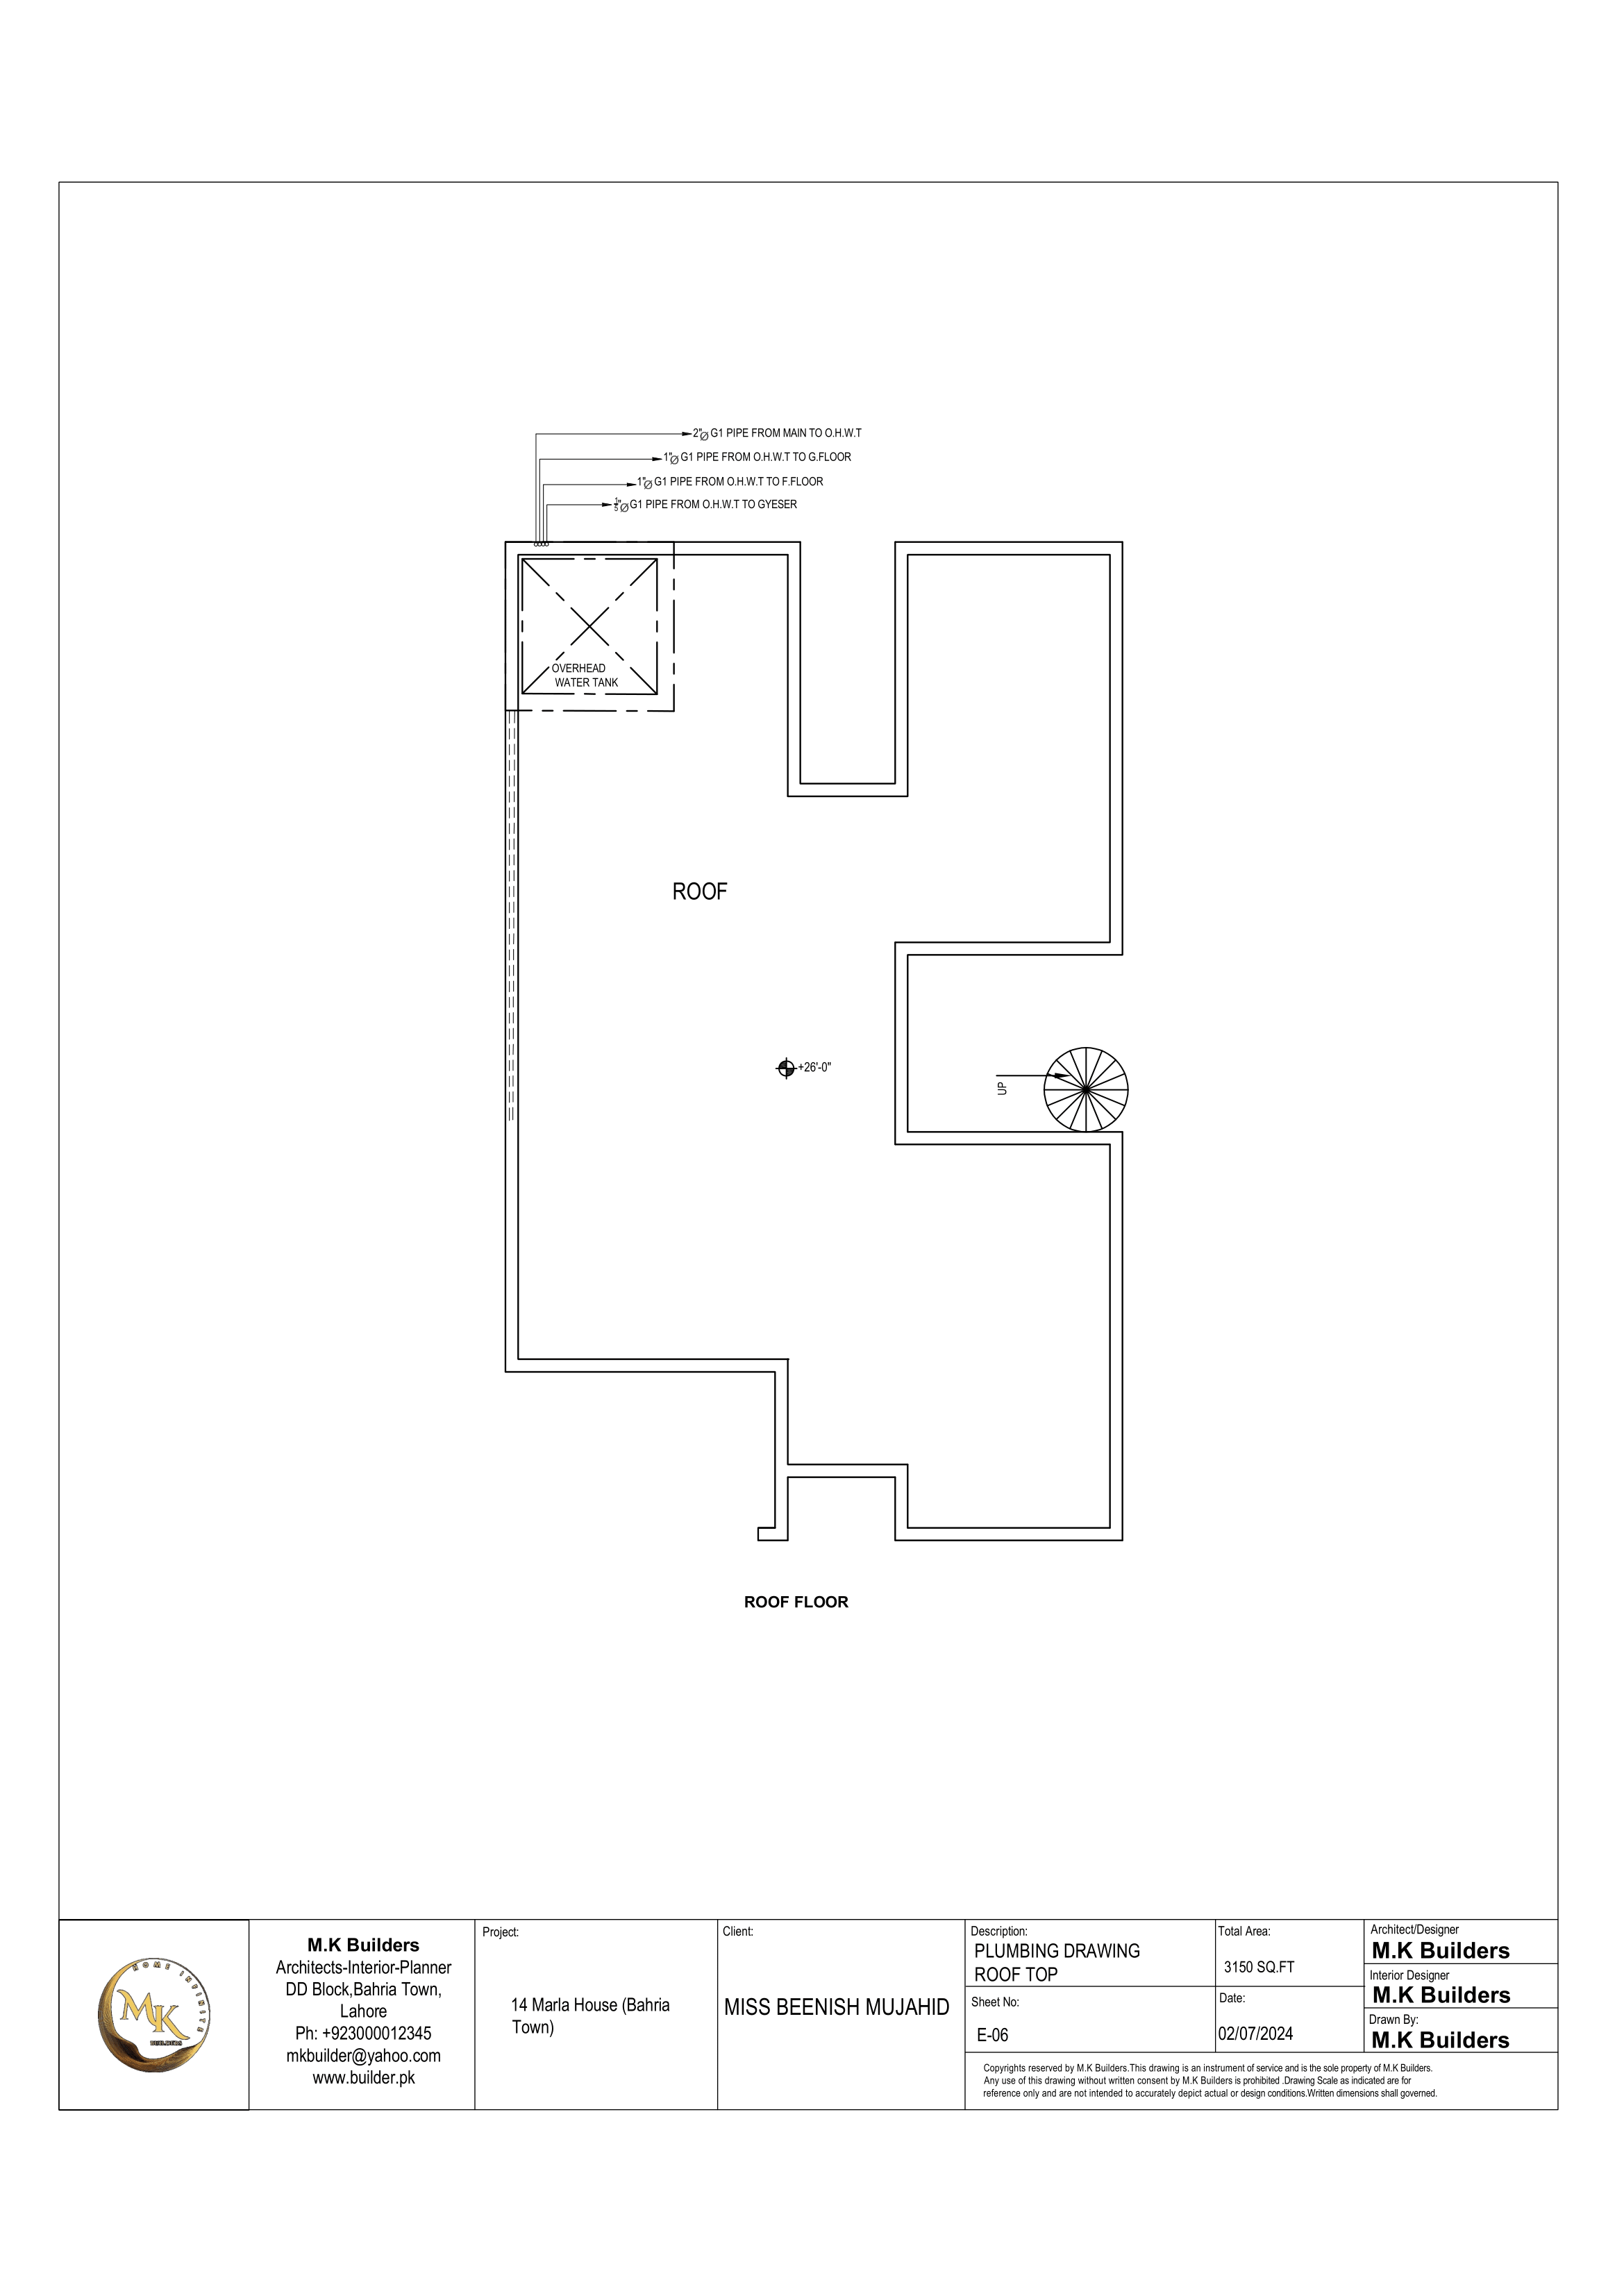 2"Ø G1 PIPE FROM MAIN TO O.H.W.T
1"Ø G1 PIPE FROM O.H.W.T TO G.FLOOR
1"Ø G1 PIPE FROM O.H.W.T TO F.FLOOR
Ø G1 PIPE FROM O.H.W.T TO GYESER
OVERHEAD
WATER TANK
ROOF
+26'-0"
UP
ROOF FLOOR
HOME INFINITE
MK
BUILDERS
M.K Builders
Architects-Interior-Planner
DD Block,Bahria Town,
Lahore
Ph: +923000012345
mkbuilder@yahoo.com
www.builder.pk
Project:
14 Marla House (Bahria
Town)
Client:
MISS BEENISH MUJAHID
Description:
PLUMBING DRAWING
ROOF TOP
Sheet No:
E-06
Total Area:
3150 SQ.FT
Date:
02/07/2024
Architect/Designer
M.K Builders
Interior Designer
M.K Builders
Drawn By:
M.K Builders
Copyrights reserved by M.K Builders.This drawing is an instrument of service and is the sole property of M.K Builders.
Any use of this drawing without written consent by M.K Builders is prohibited .Drawing Scale as indicated are for
reference only and are not intended to accurately depict actual or design conditions.Written dimensions shall governed.